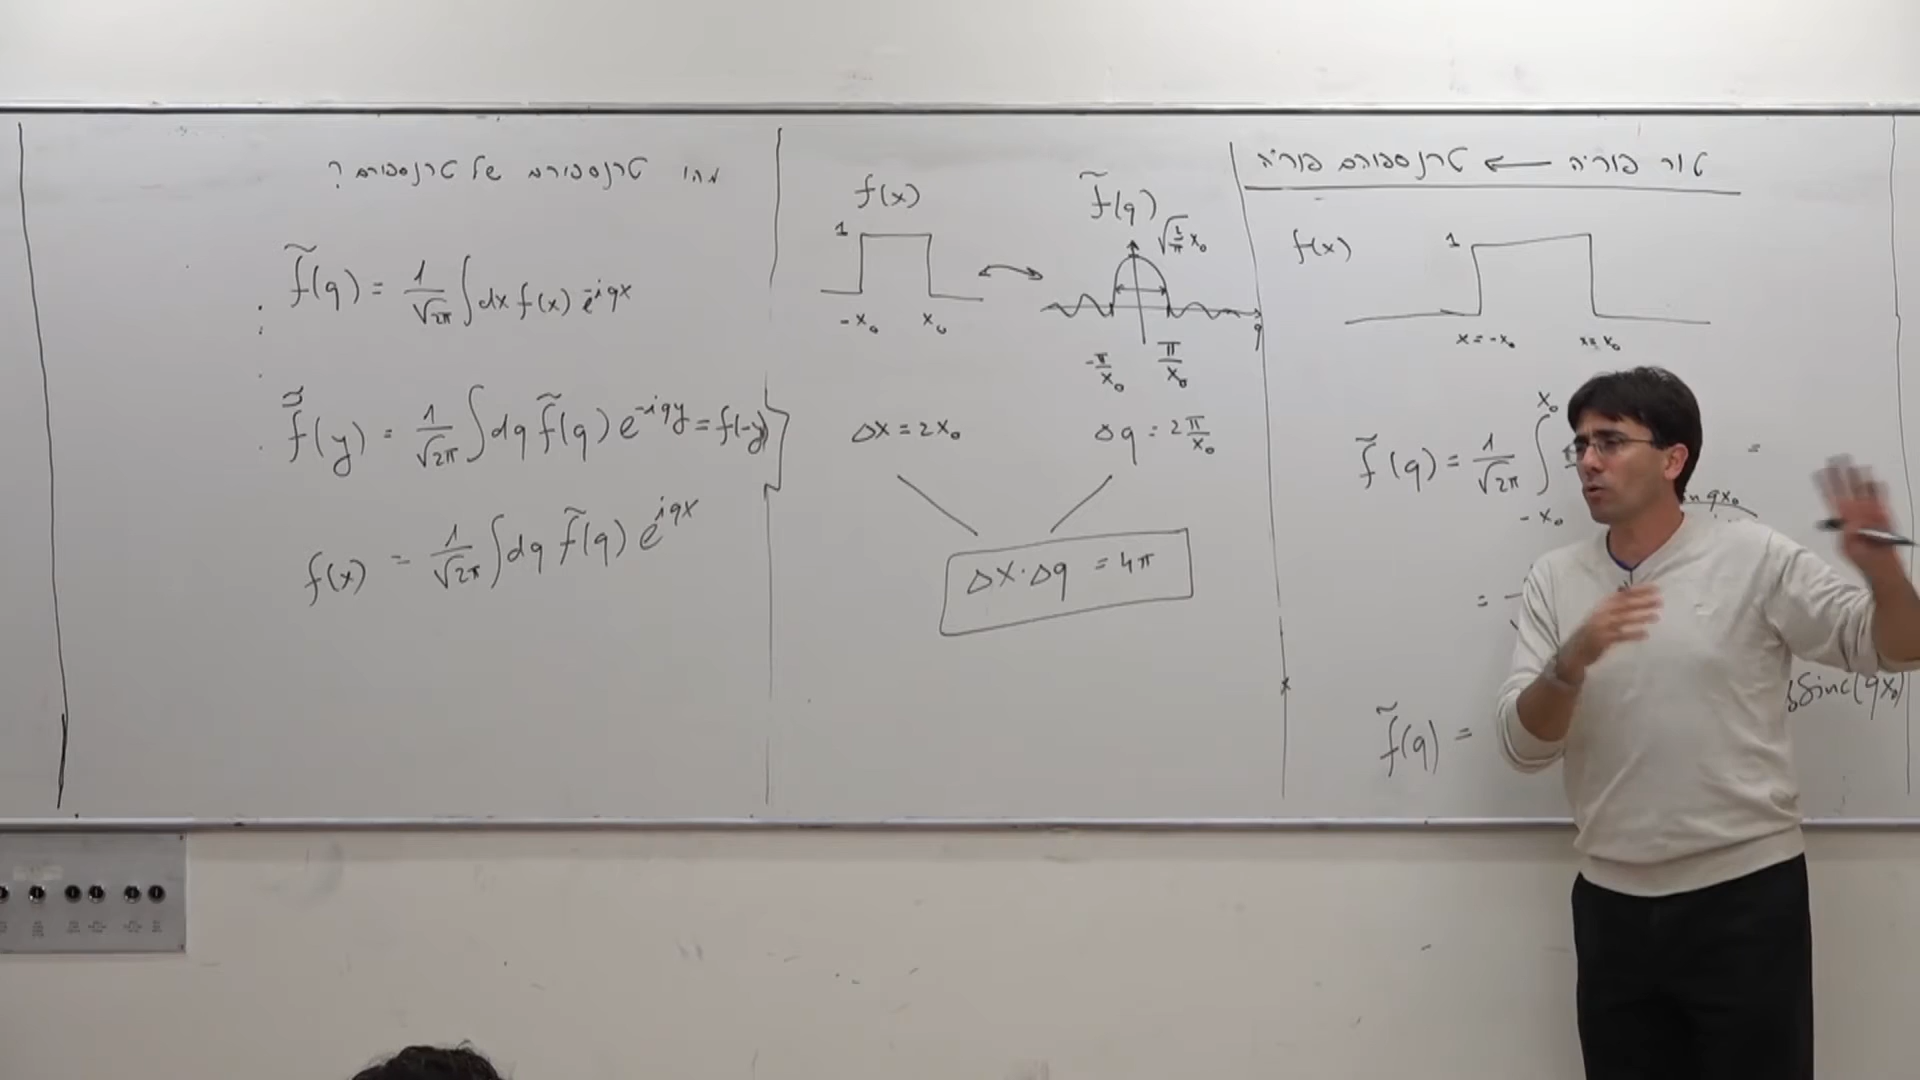 טור פוריה ⟵ טרנספורם פוריה
f(x)
1
x=-x₀
x=x₀
f̃(q) = 1/√2π ∫
x₀
-x₀
=
qx₀
=
f̃(q) =
Sinc(qx₀)
f(x)
1
-x₀
x₀
f̃(q)
x₀
q
-π/x₀
π/x₀
Δx = 2x₀
Δq = 2π/x₀
Δx·Δq = 4π
מהו טרנספורם של טרנספורם ?
f̃(q) = 1/√2π ∫dx f(x) e^-iqx
f̃̃(y) = 1/√2π ∫dq f̃(q) e^-iqy = f(-y)
f(x) = 1/√2π ∫dq f̃(q) e^iqx